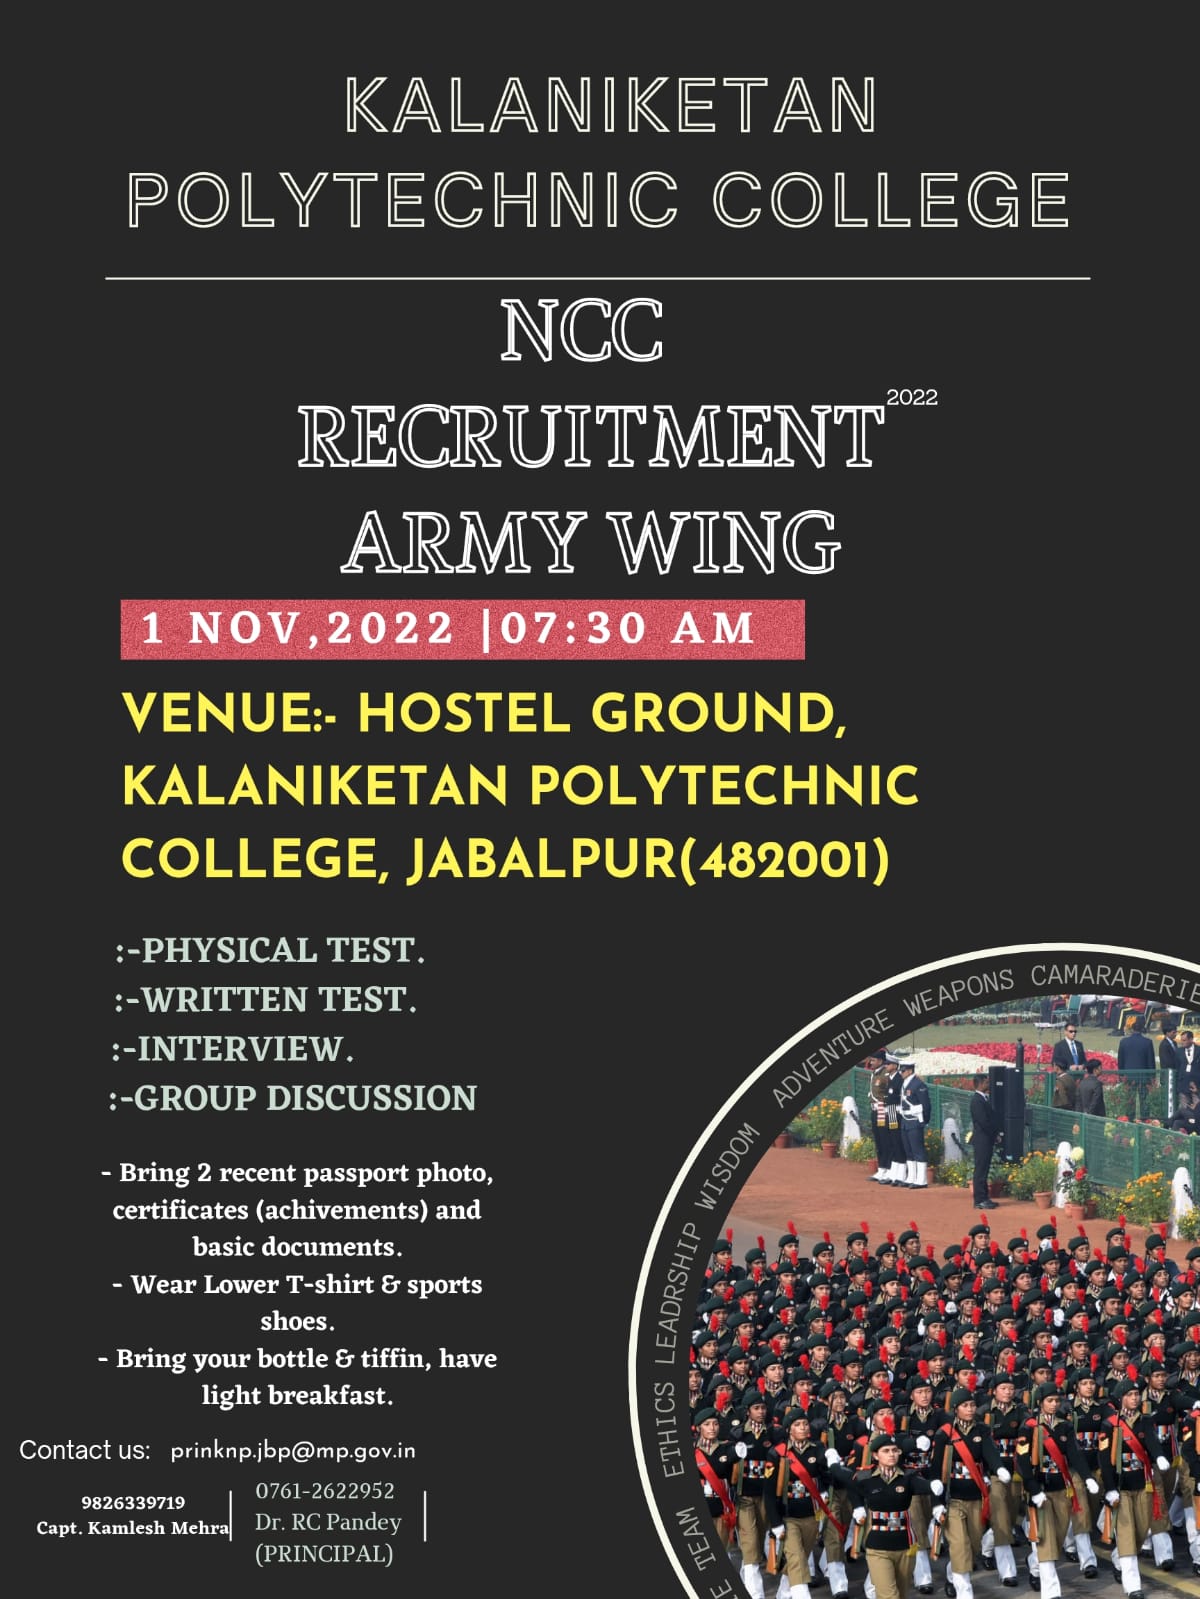 KALANIKETAN
POLYTECHNIC COLLEGE
NCC
RECRUITMENT 2022
ARMY WING
1 NOV,2022 |07:30 AM
VENUE:- HOSTEL GROUND,
KALANIKETAN POLYTECHNIC
COLLEGE, JABALPUR(482001)
:-PHYSICAL TEST.
:-WRITTEN TEST.
:-INTERVIEW.
:-GROUP DISCUSSION
- Bring 2 recent passport photo,
certificates (achivements) and
basic documents.
- Wear Lower T-shirt & sports
shoes.
- Bring your bottle & tiffin, have
light breakfast.
Contact us: prinknp.jbp@mp.gov.in
9826339719
Capt. Kamlesh Mehra
0761-2622952
Dr. RC Pandey
(PRINCIPAL)
TEAM ETHICS LEADRSHIP WISDOM ADVENTURE WEAPONS CAMARADERIE